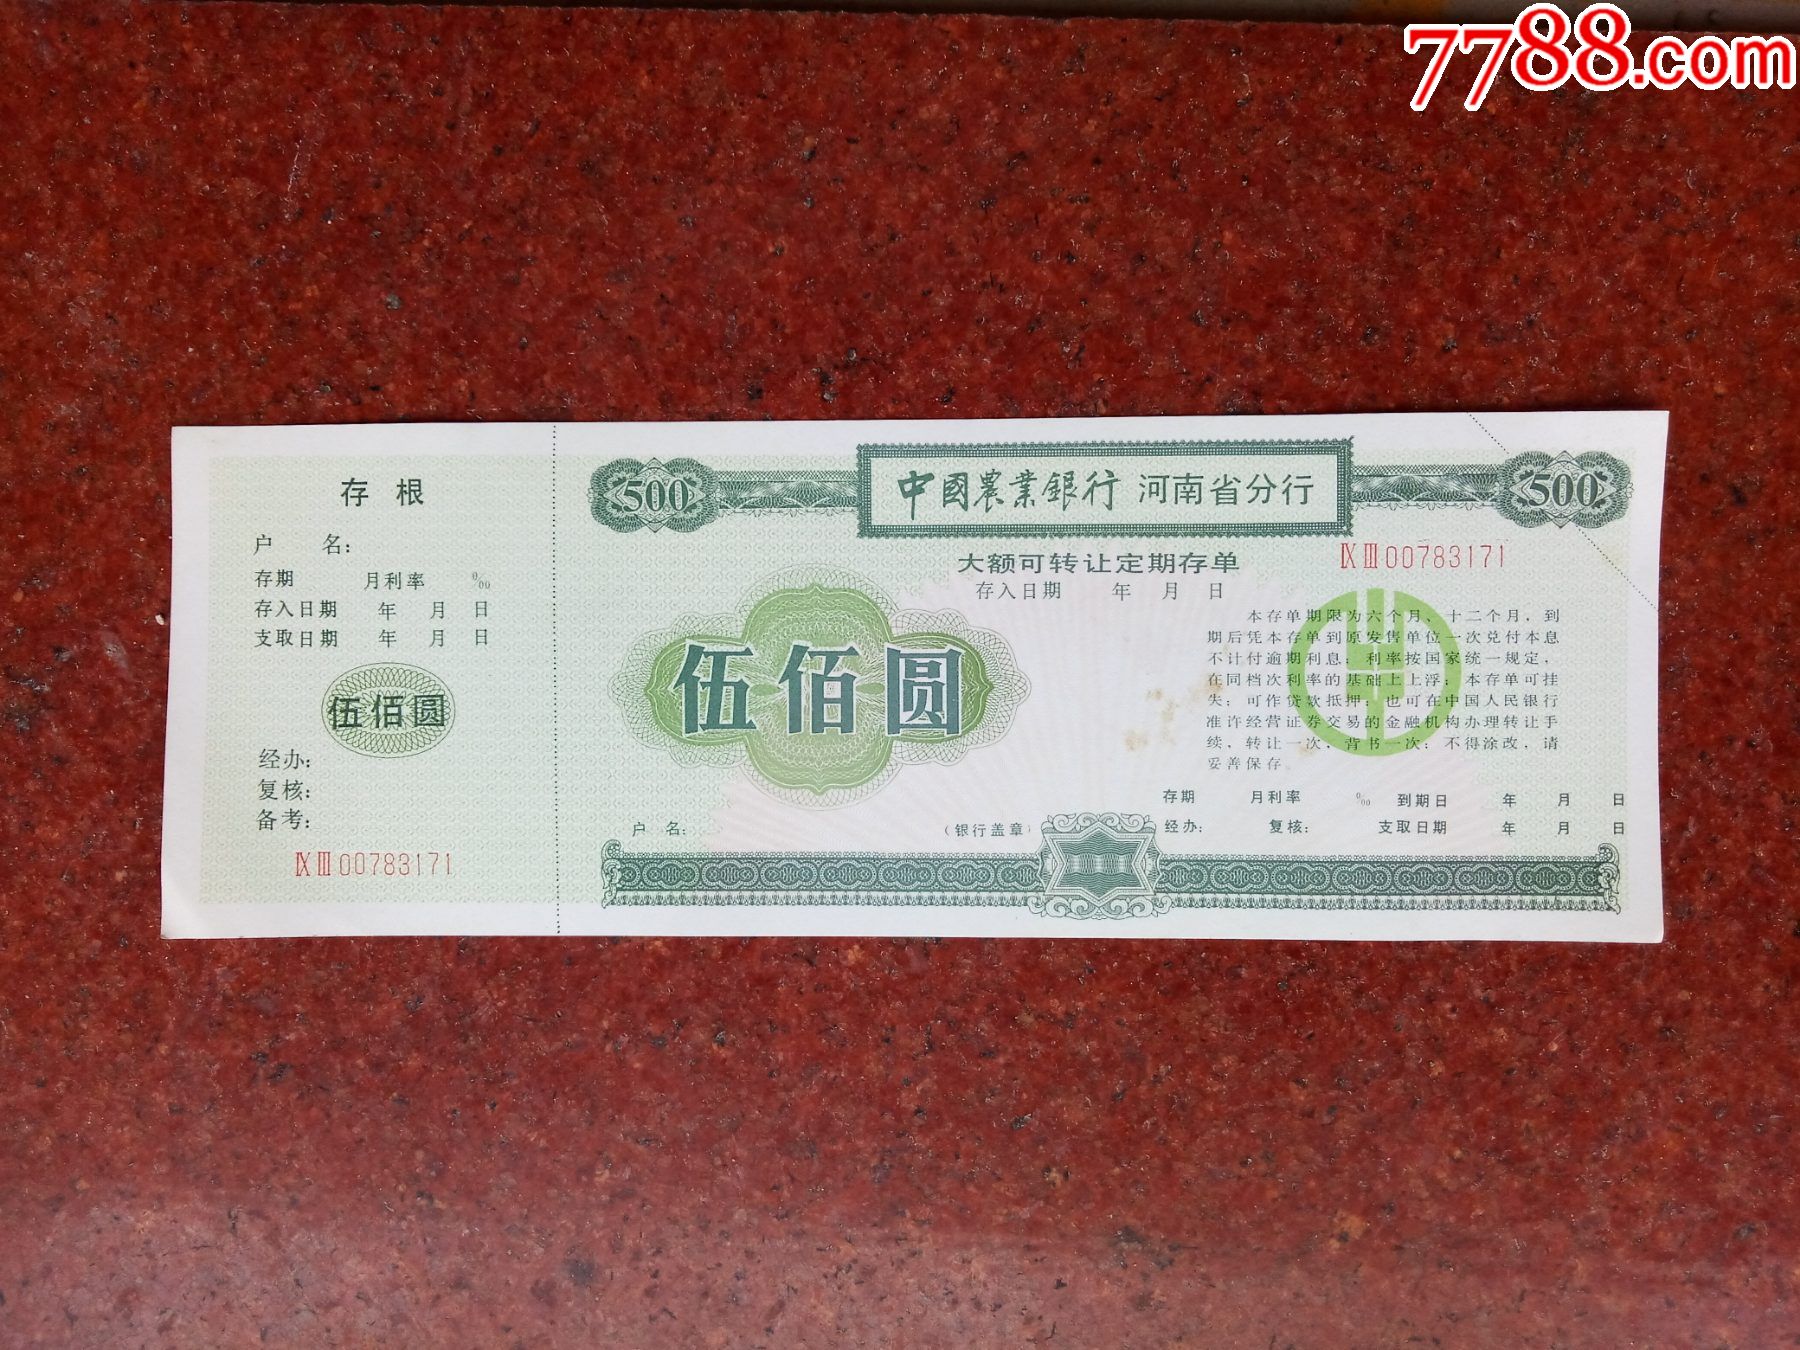 7788.com
存根
户 名：
存期 月利率 ‰
存入日期 年 月 日
支取日期 年 月 日
伍佰圆
经办：
复核：
备考：
ⅨⅢ00783171
500 中國農業銀行 河南省分行 500
大额可转让定期存单
ⅨⅢ00783171
存入日期 年 月 日
伍佰圆
本存单期限为六个月、十二个月，到
期后凭本存单到原发售单位一次兑付本息
不计付逾期利息；利率按国家统一规定，
在同档次利率的基础上上浮；本存单可挂
失；可作贷款抵押；也可在中国人民银行
准许经营证券交易的金融机构办理转让手
续，转让一次，背书一次；不得涂改，请
妥善保存。
存期 月利率 ‰ 到期日 年 月 日
户 名： （银行盖章） 经办： 复核： 支取日期 年 月 日